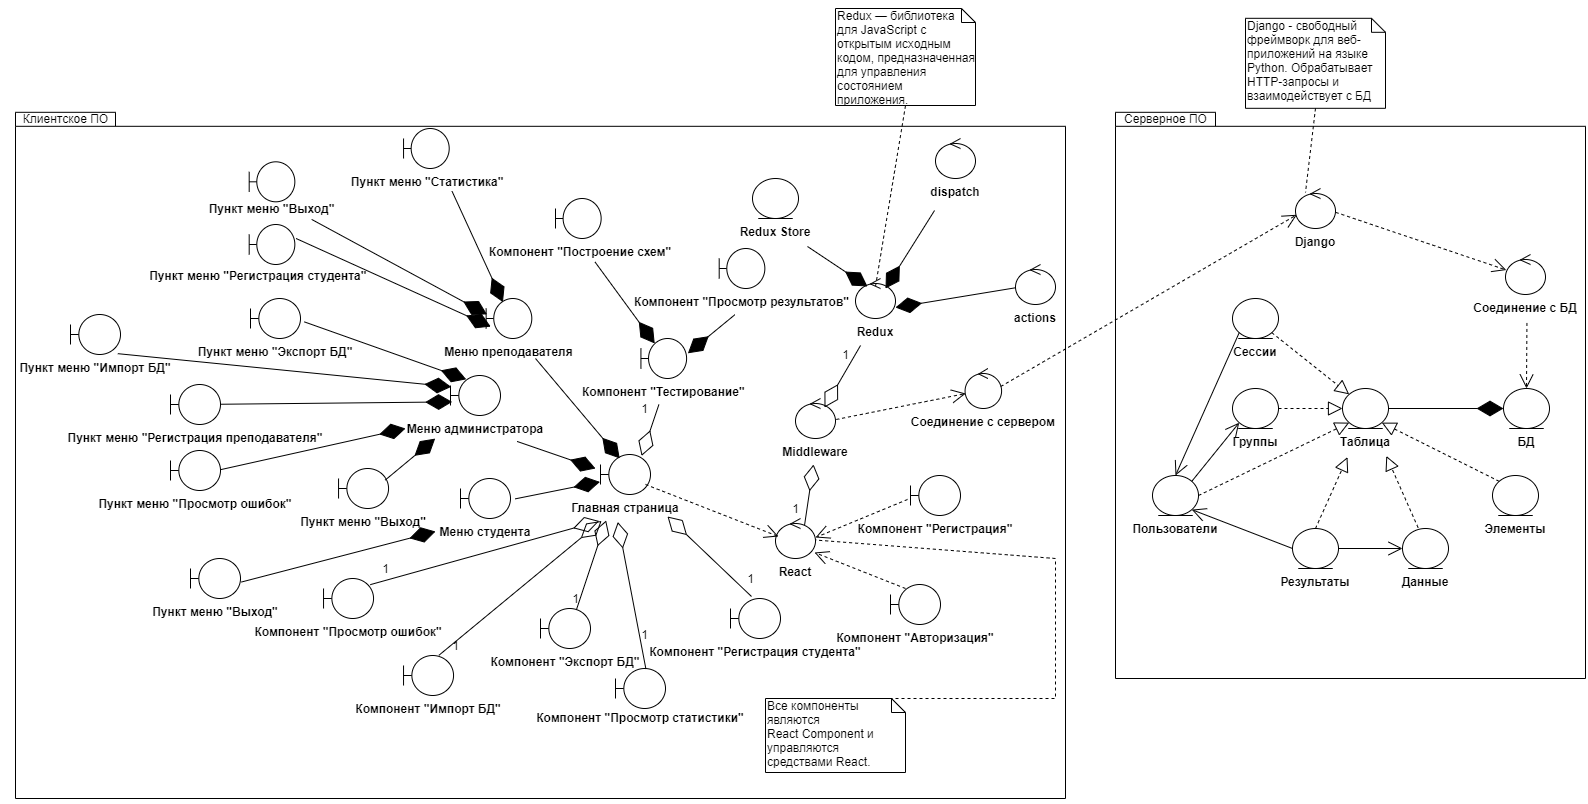 Redux — библиотека
для JavaScript с
открытым исходным
кодом, предназначенная
для управления
состоянием
приложения.
Django - свободный
фреймворк для веб-
приложений на языке
Python. Обрабатывает
HTTP-запросы и
взаимодействует с БД
Клиентское ПО
Серверное ПО
Пункт меню "Статистика"
dispatch
Пункт меню "Выход"
Redux Store
Django
Компонент "Построение схем"
Пункт меню "Регистрация студента"
Компонент "Просмотр результатов"
Соединение с БД
actions
Redux
Меню преподавателя
Пункт меню "Экспорт БД"
Сессии
1
Пункт меню "Импорт БД"
Компонент "Тестирование"
1
Соединение с сервером
Меню администратора
Пункт меню "Регистрация преподавателя"
Группы
Таблица
БД
Middleware
Пункт меню "Просмотр ошибок"
Главная страница
1
Пункт меню "Выход"
Меню студента
Компонент "Регистрация"
Пользователи
Элементы
React
1
1
Результаты
Данные
1
Пункт меню "Выход"
Компонент "Просмотр ошибок"
1
1
Компонент "Авторизация"
Компонент "Регистрация студента"
Компонент "Экспорт БД"
Компонент "Импорт БД"
Компонент "Просмотр статистики"
Все компоненты
являются
React Component и
управляются
средствами React.